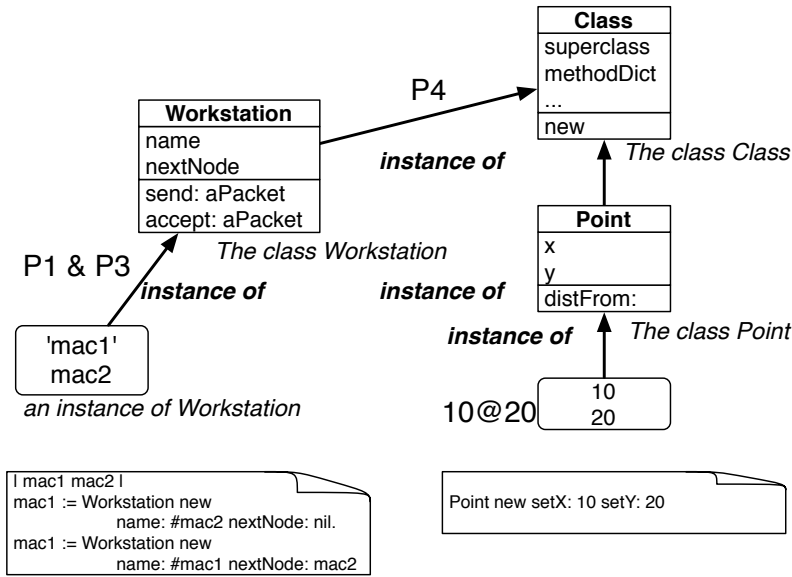 Class
superclass
methodDict
...
new
The class Class
P4
instance of
Workstation
name
nextNode
send: aPacket
accept: aPacket
The class Workstation
P1 & P3
instance of
'mac1'
mac2
an instance of Workstation
Point
x
y
distFrom:
The class Point
instance of
instance of
10@20
10
20
| mac1 mac2 |
mac1 := Workstation new
name: #mac2 nextNode: nil.
mac1 := Workstation new
name: #mac1 nextNode: mac2
Point new setX: 10 setY: 20